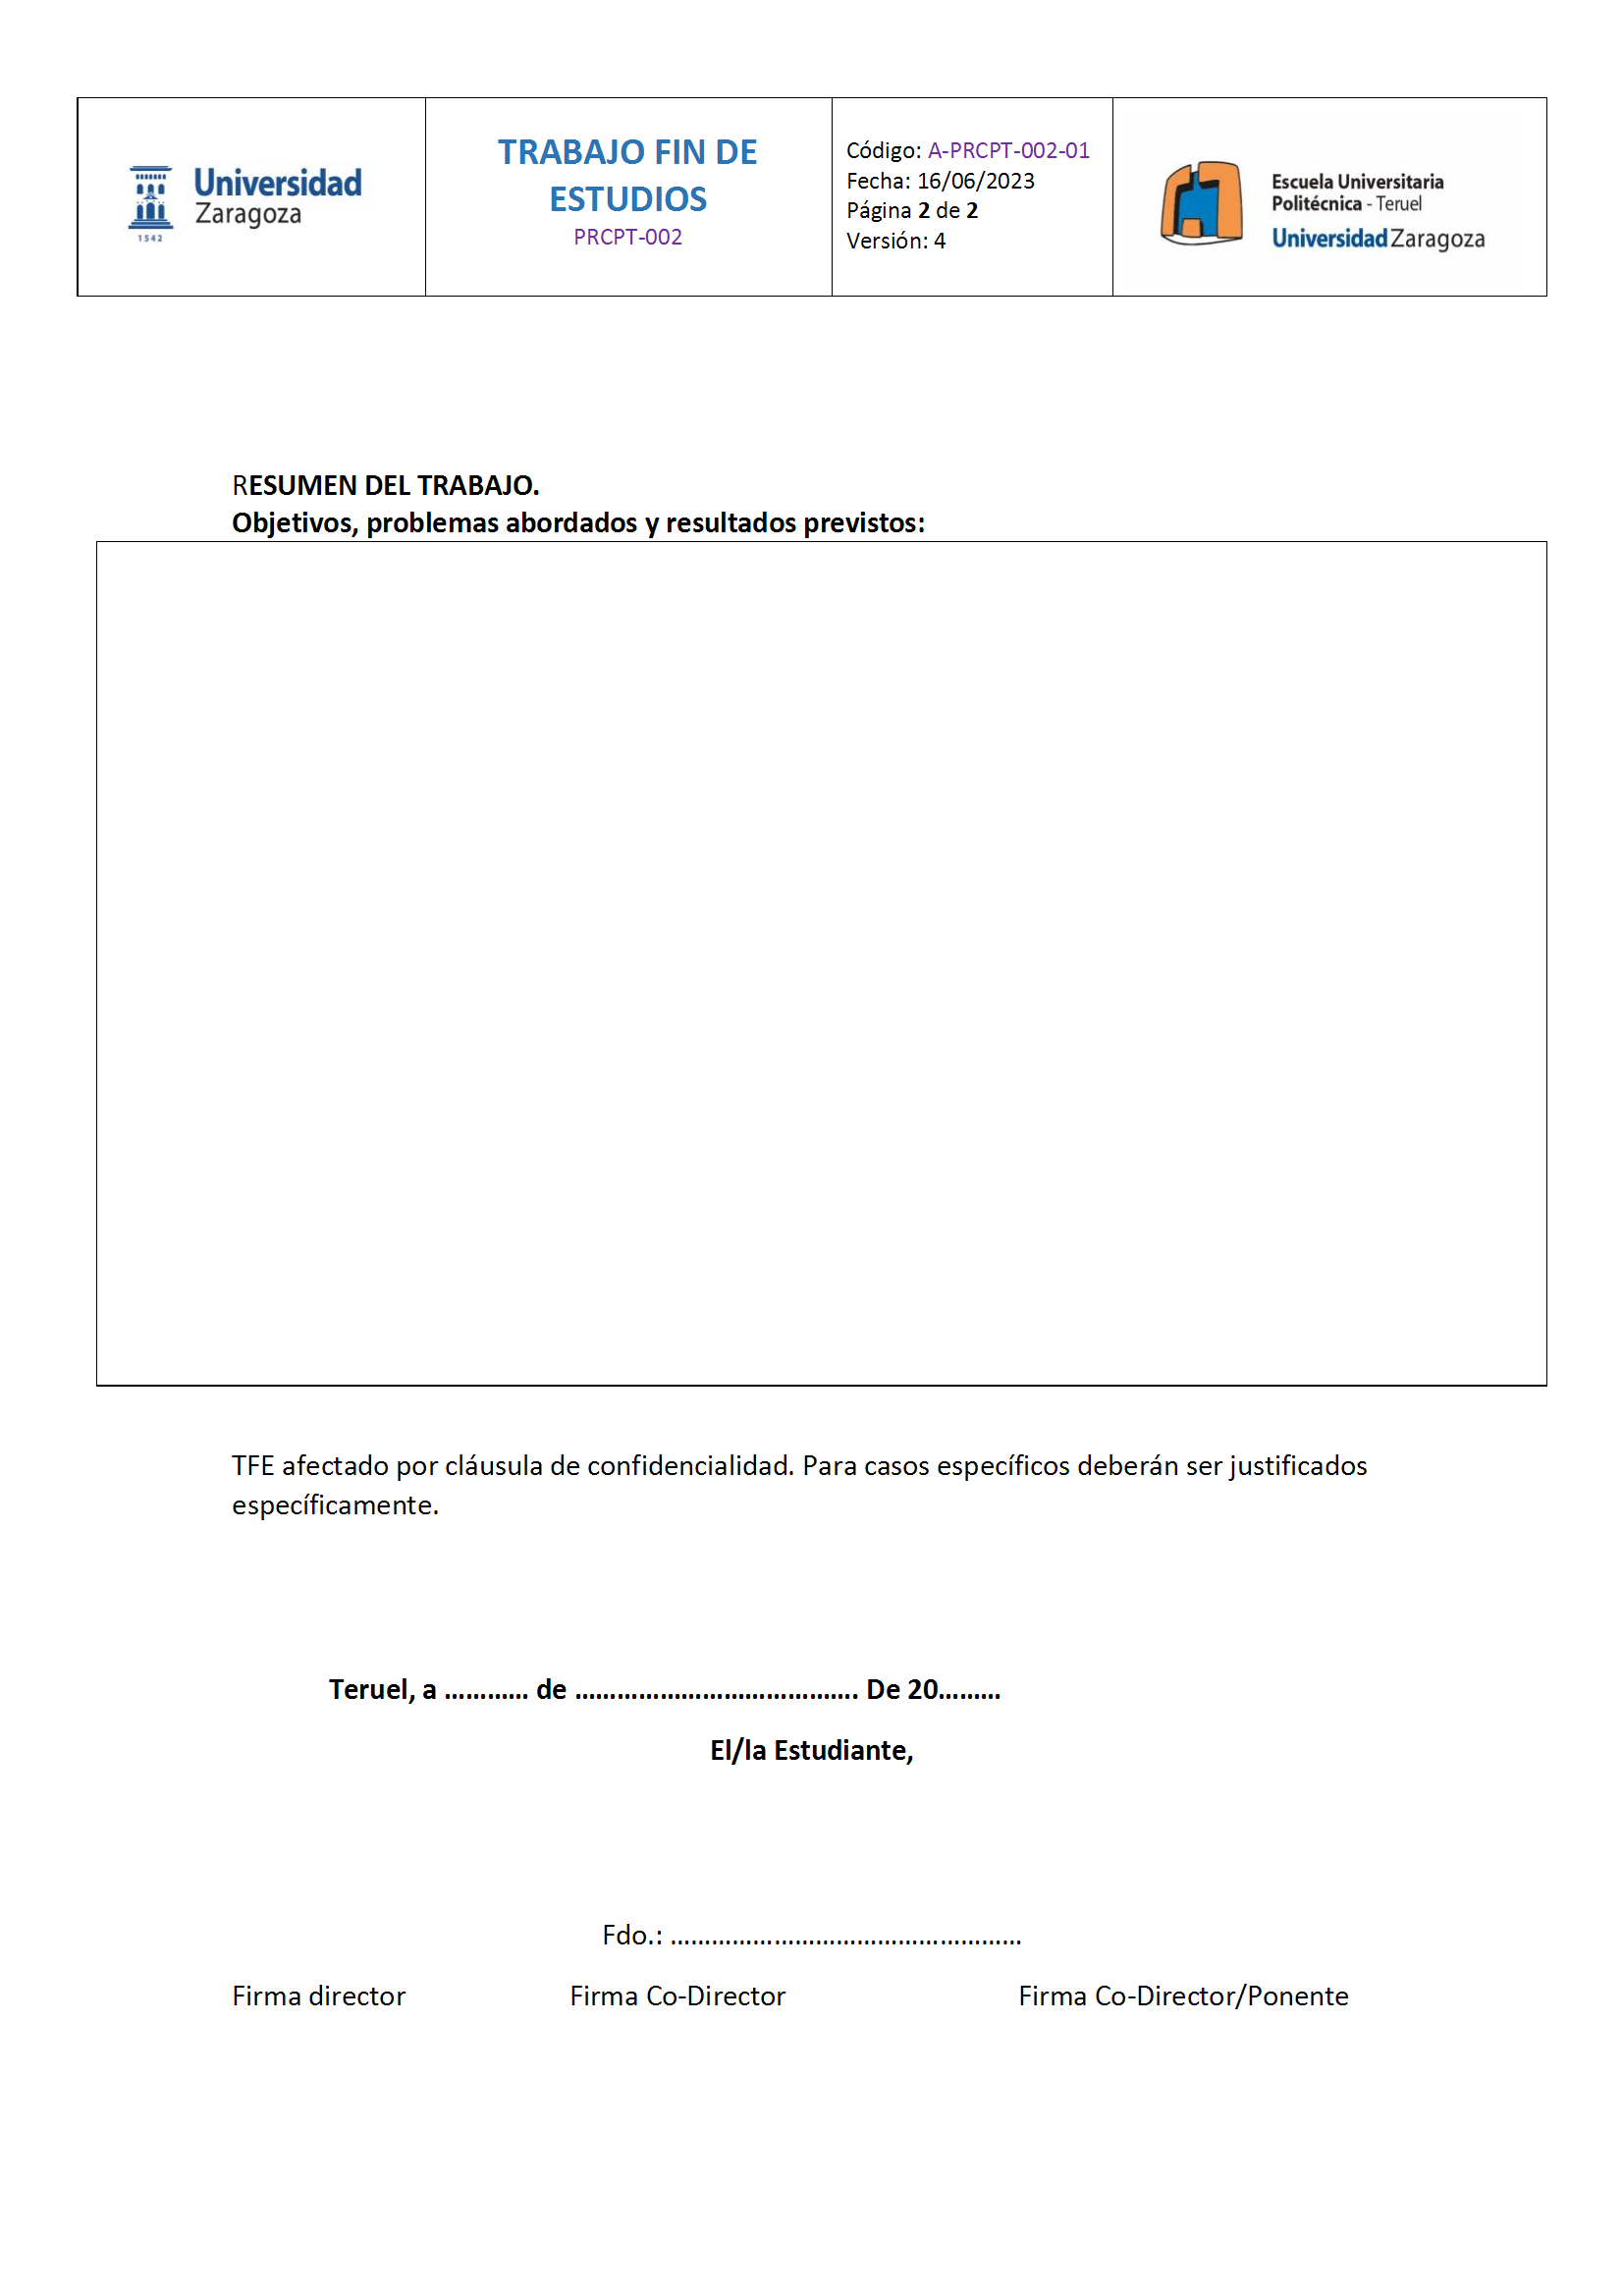 Universidad
Zaragoza
1542
TRABAJO FIN DE
ESTUDIOS
PRCPT-002
Código: A-PRCPT-002-01
Fecha: 16/06/2023
Página 2 de 2
Versión: 4
Escuela Universitaria
Politécnica - Teruel
Universidad Zaragoza
RESUMEN DEL TRABAJO.
Objetivos, problemas abordados y resultados previstos:
TFE afectado por cláusula de confidencialidad. Para casos específicos deberán ser justificados
específicamente.
Teruel, a ………… de …………………………………. De 20………
El/la Estudiante,
Fdo.: ……………………………………………
Firma director Firma Co-Director Firma Co-Director/Ponente